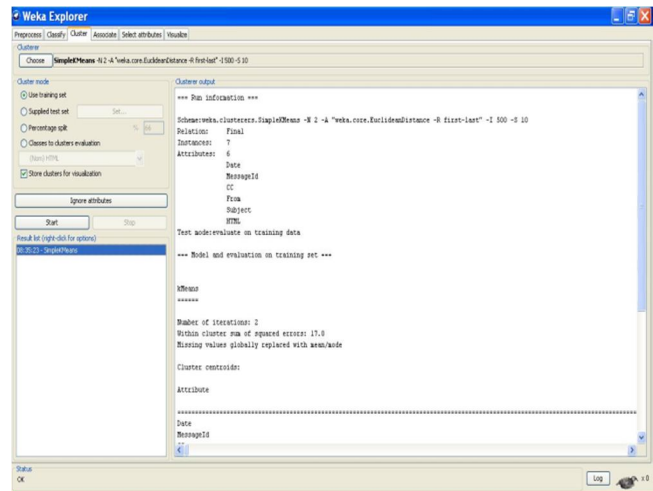 Weka Explorer
Preprocess Classify Cluster Associate Select attributes Visualize
Clusterer
Choose SimpleKMeans -N 2 -A "weka.core.EuclideanDistance -R first-last" -I 500 -S 10
Cluster mode
Use training set
Supplied test set Set...
Percentage split % 66
Classes to clusters evaluation
(Nom) HTML
Store clusters for visualization
Ignore attributes
Start Stop
Result list (right-click for options)
08:35:23 - SimpleKMeans
Clusterer output
=== Run information ===
Scheme:weka.clusterers.SimpleKMeans -N 2 -A "weka.core.EuclideanDistance -R first-last" -I 500 -S 10
Relation: Final
Instances: 7
Attributes: 6
Date
MessageId
CC
From
Subject
HTML
Test mode:evaluate on training data
=== Model and evaluation on training set ===
kMeans
======
Number of iterations: 2
Within cluster sum of squared errors: 17.0
Missing values globally replaced with mean/mode
Cluster centroids:
Attribute
Date
MessageId
Status
OK
Log x 0